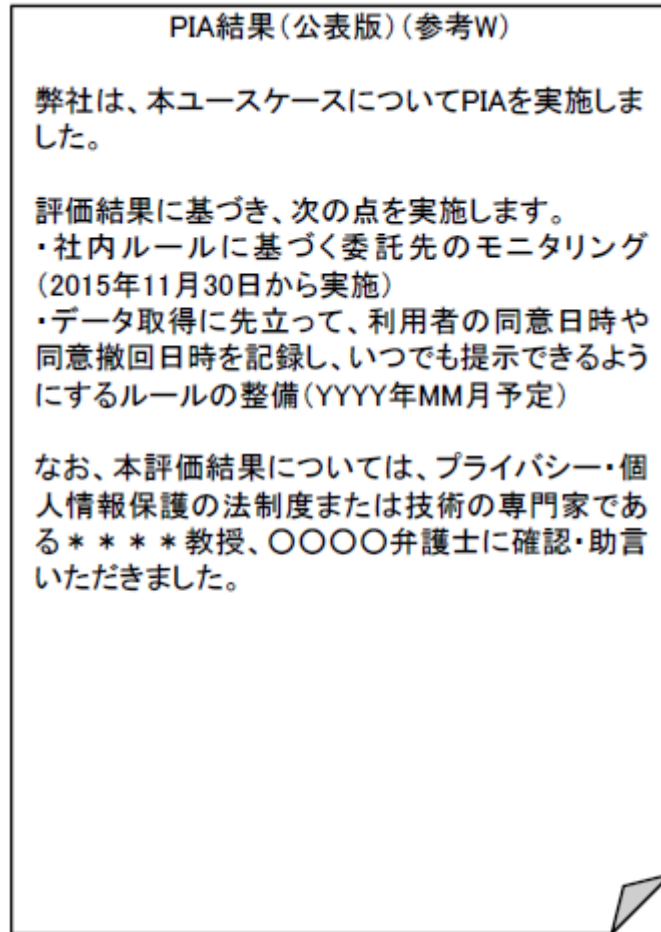 PIA結果(公表版)(参考W)
弊社は、本ユースケースについてPIAを実施しま
した。
評価結果に基づき、次の点を実施します。
・社内ルールに基づく委託先のモニタリング
(2015年11月30日から実施)
・データ取得に先立って、利用者の同意日時や
同意撤回日時を記録し、いつでも提示できるよう
にするルールの整備(YYYY年MM月予定)
なお、本評価結果については、プライバシー・個
人情報保護の法制度または技術の専門家であ
る＊＊＊＊教授、〇〇〇〇弁護士に確認・助言
いただきました。